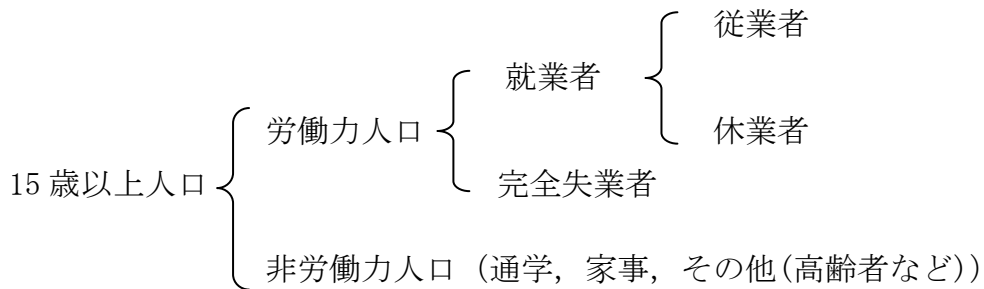 従業者
就業者
労働力人口
休業者
15 歳以上人口
完全失業者
非労働力人口 (通学, 家事, その他(高齢者など))